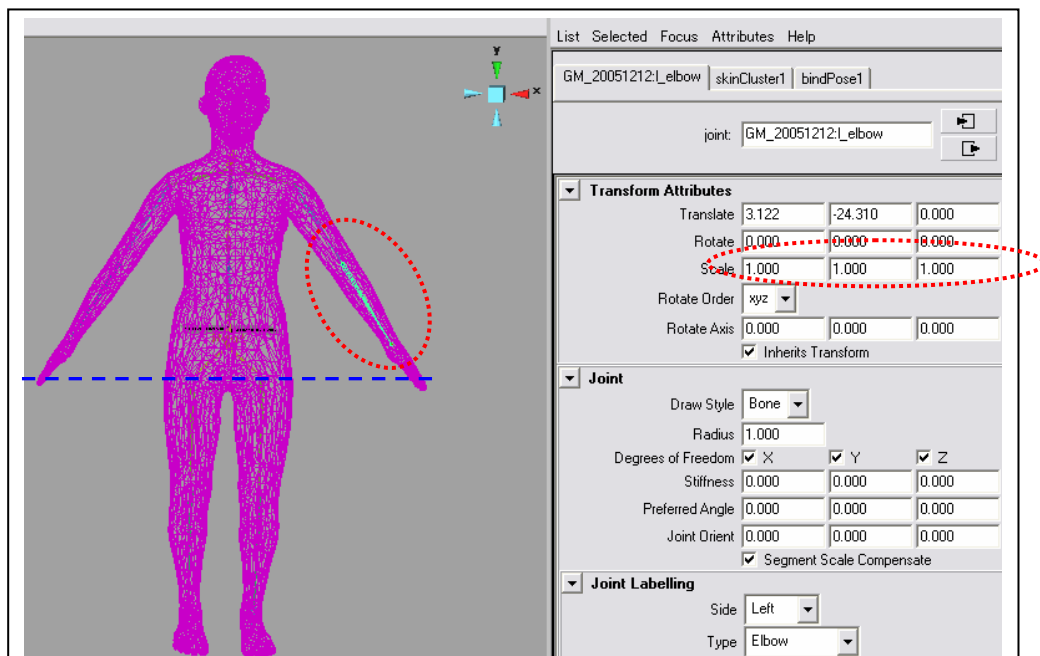 Y
x
List Selected Focus Attributes Help
GM_20051212:l_elbow skinCluster1 bindPose1
joint: GM_20051212:l_elbow
Transform Attributes
Translate 3.122 -24.310 0.000
Rotate 0.000 0.000 0.000
Scale 1.000 1.000 1.000
Rotate Order xyz
Rotate Axis 0.000 0.000 0.000
Inherits Transform
Joint
Draw Style Bone
Radius 1.000
Degrees of Freedom X Y Z
Stiffness 0.000 0.000 0.000
Preferred Angle 0.000 0.000 0.000
Joint Orient 0.000 0.000 0.000
Segment Scale Compensate
Joint Labelling
Side Left
Type Elbow